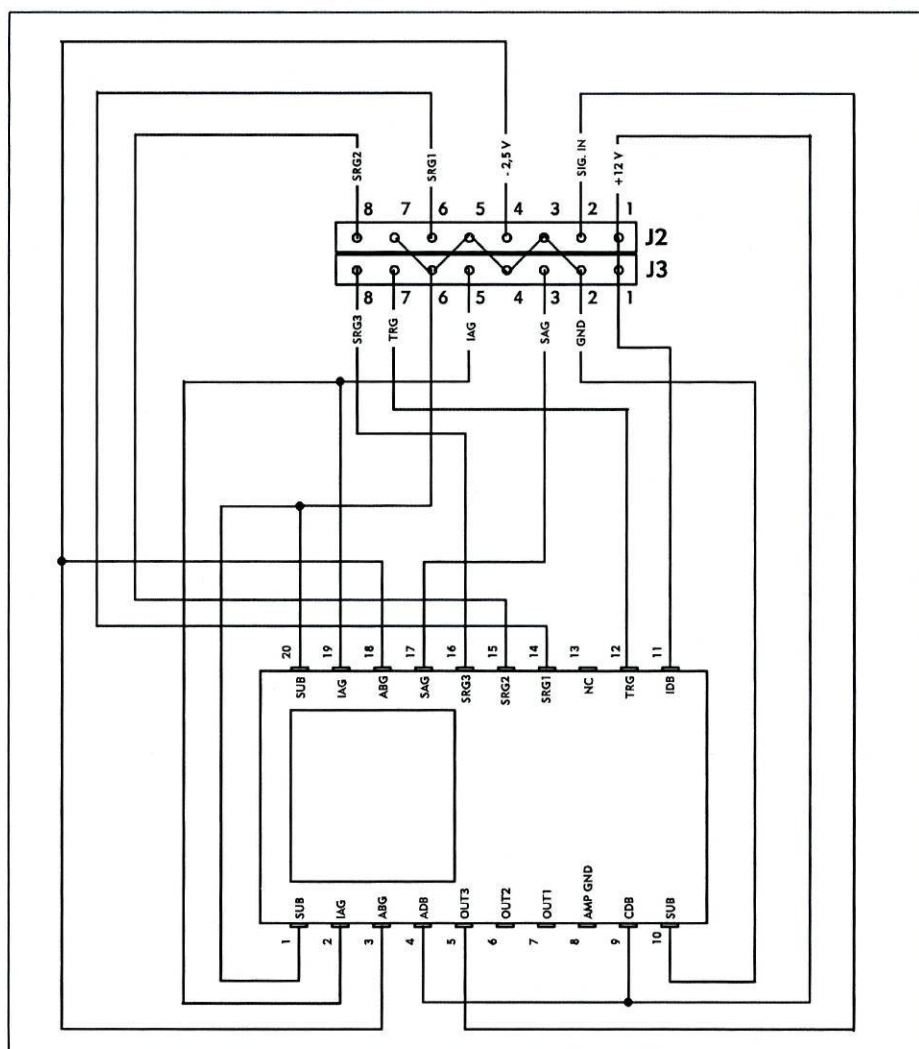 SRG2
SRG1
- 2,5 V
SIG. IN
+12 V
8 7 6 5 4 3 2 1
J2
J3
8 7 6 5 4 3 2 1
SRG3
TRG
IAG
SAG
GND
20 19 18 17 16 15 14 13 12 11
SUB IAG ABG SAG SRG3 SRG2 SRG1 NC TRG IDB
SUB IAG ABG ADB OUT3 OUT2 OUT1 AMP GND CDB SUB
1 2 3 4 5 6 7 8 9 10